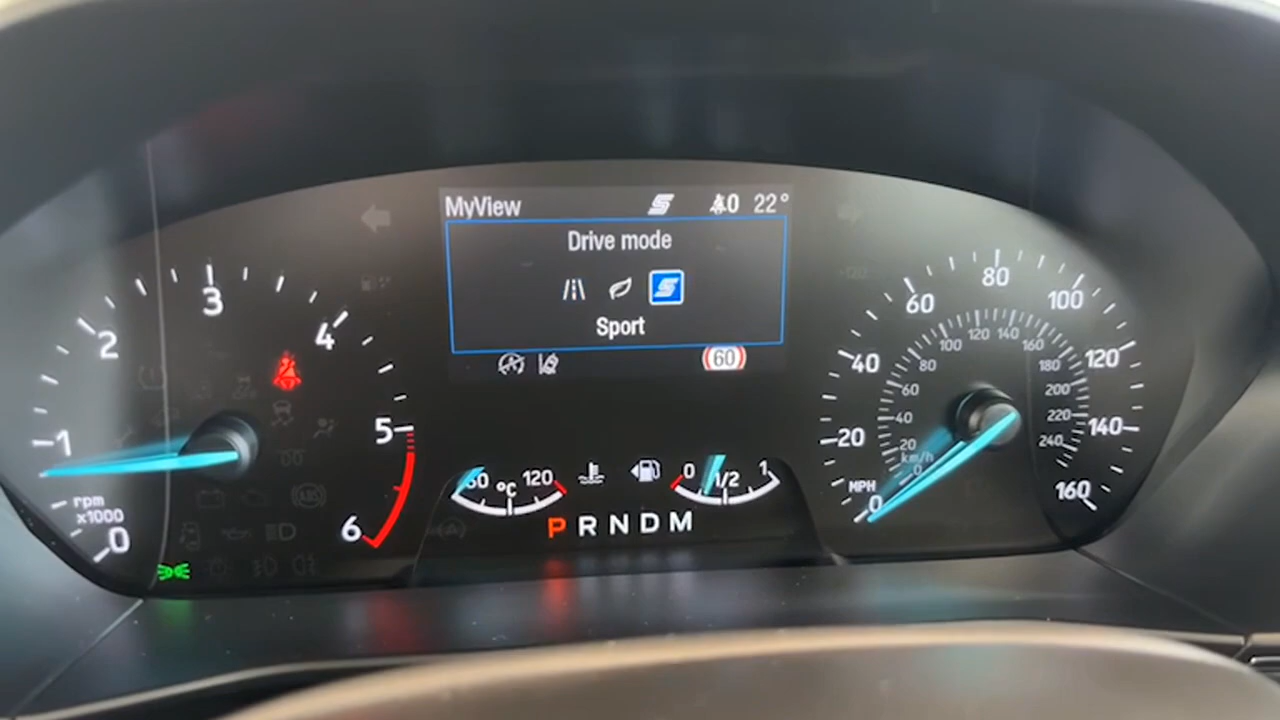 MyView 0 22°
Drive mode
Sport
60
0
1
2
3
4
5
6
rpm
x1000
60 °C 120
0 1/2 1
P R N D M
0
20
40
60
80
100
120
140
160
MPH
km/h
0
20
40
60
80
100
120
140
160
180
200
220
240
ABS